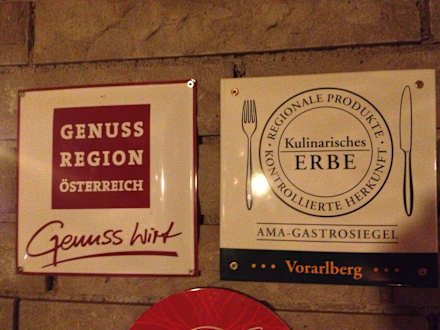 GENUSS
REGION
ÖSTERREICH
Genuss Wirt
• REGIONALE PRODUKTE •
KONTROLLIERTE HERKUNFT
Kulinarisches
ERBE
AMA-GASTROSIEGEL
• • • Vorarlberg • • •